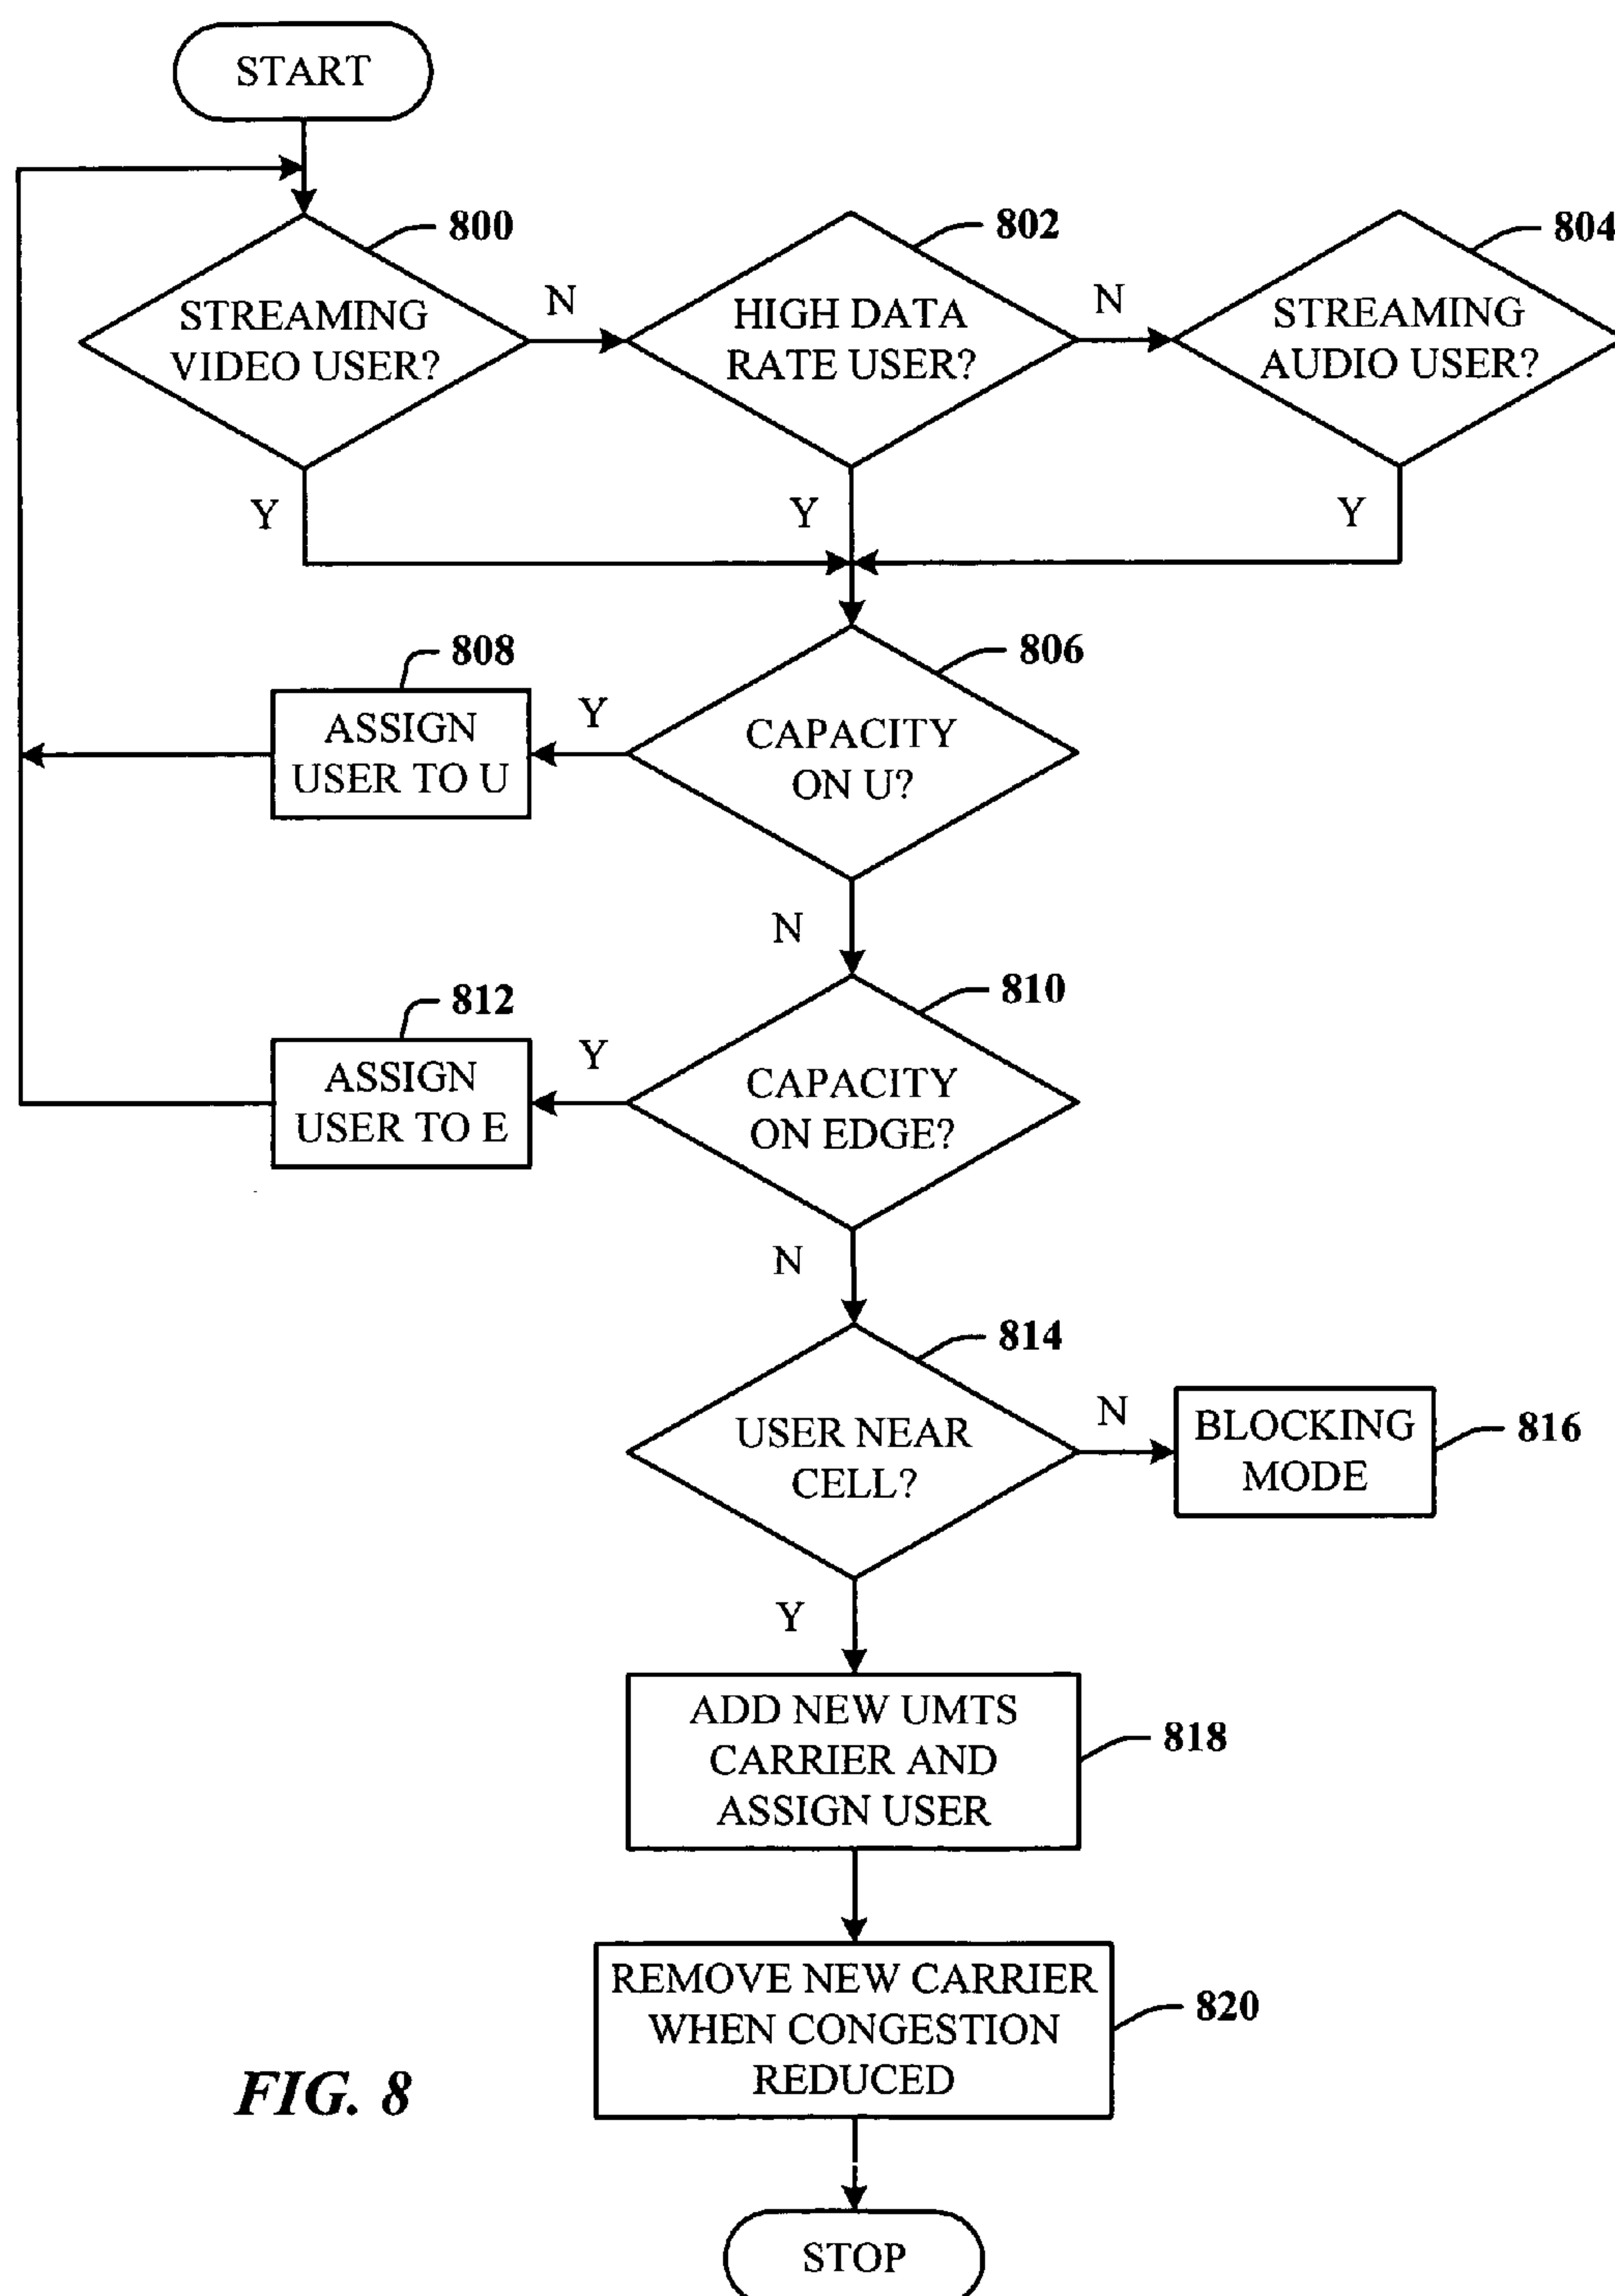 START
800
STREAMING
VIDEO USER?
N
802
HIGH DATA
RATE USER?
N
804
STREAMING
AUDIO USER?
Y
Y
Y
806
CAPACITY
ON U?
Y
808
ASSIGN
USER TO U
N
810
CAPACITY
ON EDGE?
Y
812
ASSIGN
USER TO E
N
814
USER NEAR
CELL?
N
BLOCKING
MODE
816
Y
ADD NEW UMTS
CARRIER AND
ASSIGN USER
818
REMOVE NEW CARRIER
WHEN CONGESTION
REDUCED
820
FIG. 8
STOP